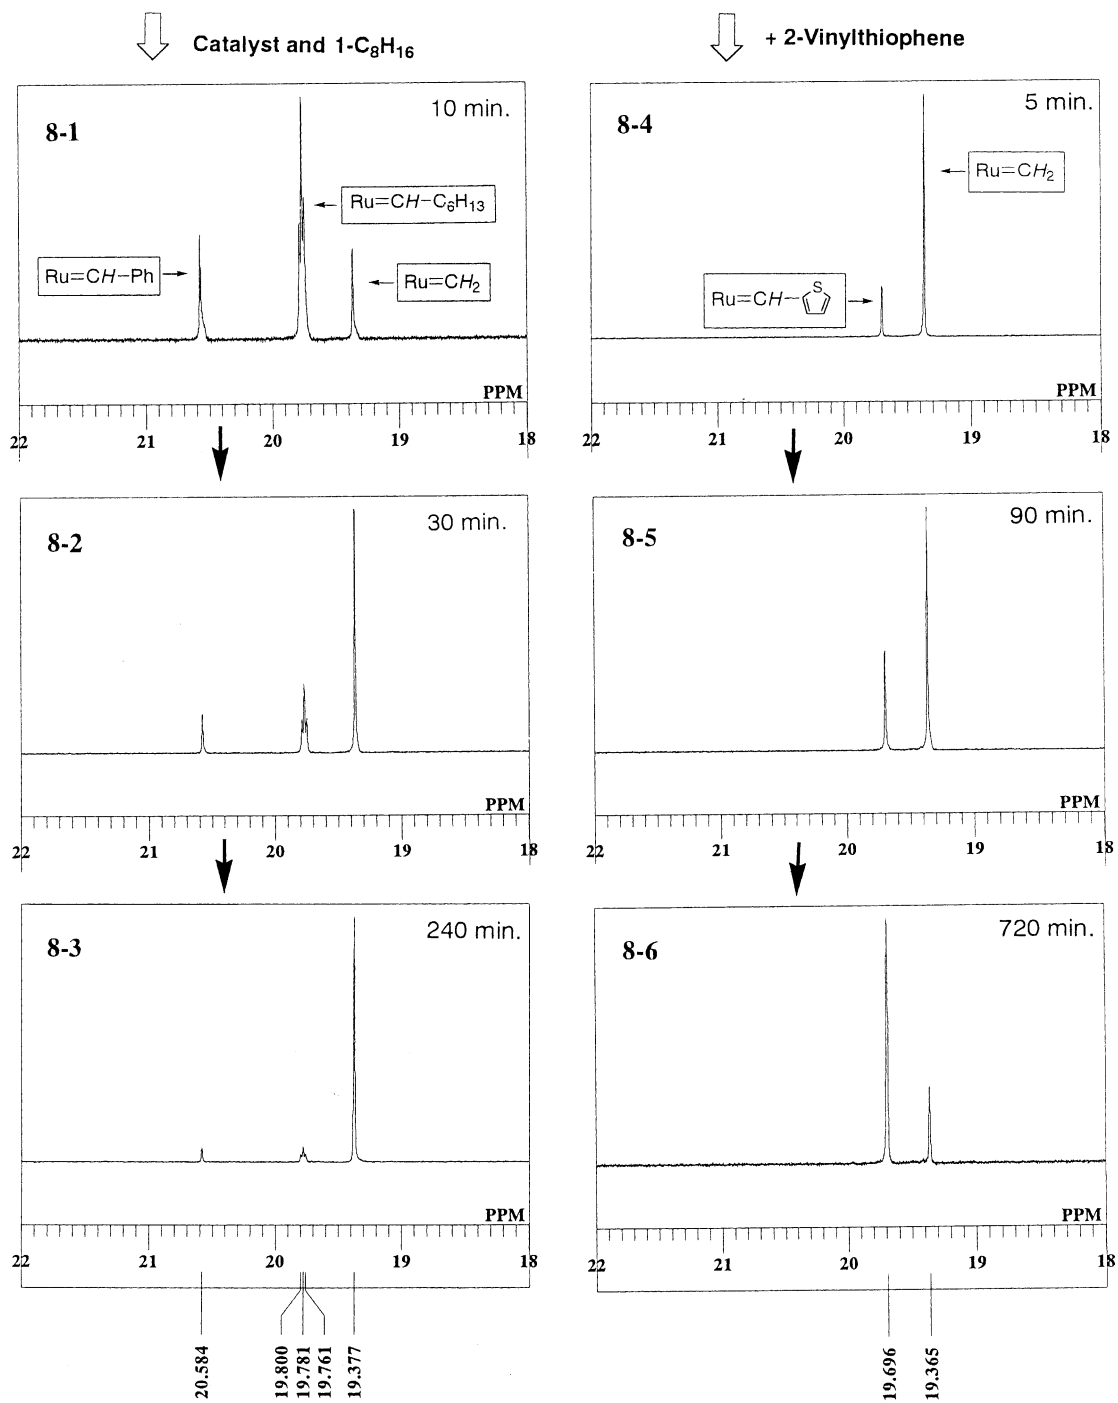 Catalyst and 1-C8H16
8-1
10 min.
Ru=CH-C6H13
Ru=CH-Ph
Ru=CH2
PPM
22 21 20 19 18
8-2
30 min.
PPM
22 21 20 19 18
8-3
240 min.
PPM
22 21 20 19 18
20.584
19.800
19.781
19.761
19.377
+ 2-Vinylthiophene
8-4
5 min.
Ru=CH2
Ru=CH-
S
PPM
22 21 20 19 18
8-5
90 min.
PPM
22 21 20 19 18
8-6
720 min.
PPM
22 21 20 19 18
19.696
19.365